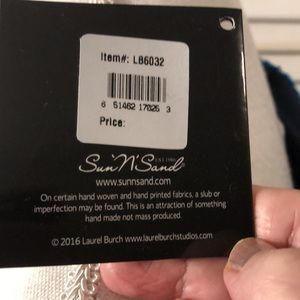 Item#: LB6032
6 51462 17825 3
Price:
Sun 'N' Sand
EST 1986
www.sunnsand.com
On certain hand woven and hand printed fabrics, a slub or
imperfection may be found. This is an attraction of something
hand made not mass produced.
© 2016 Laurel Burch www.laurelburchstudios.com